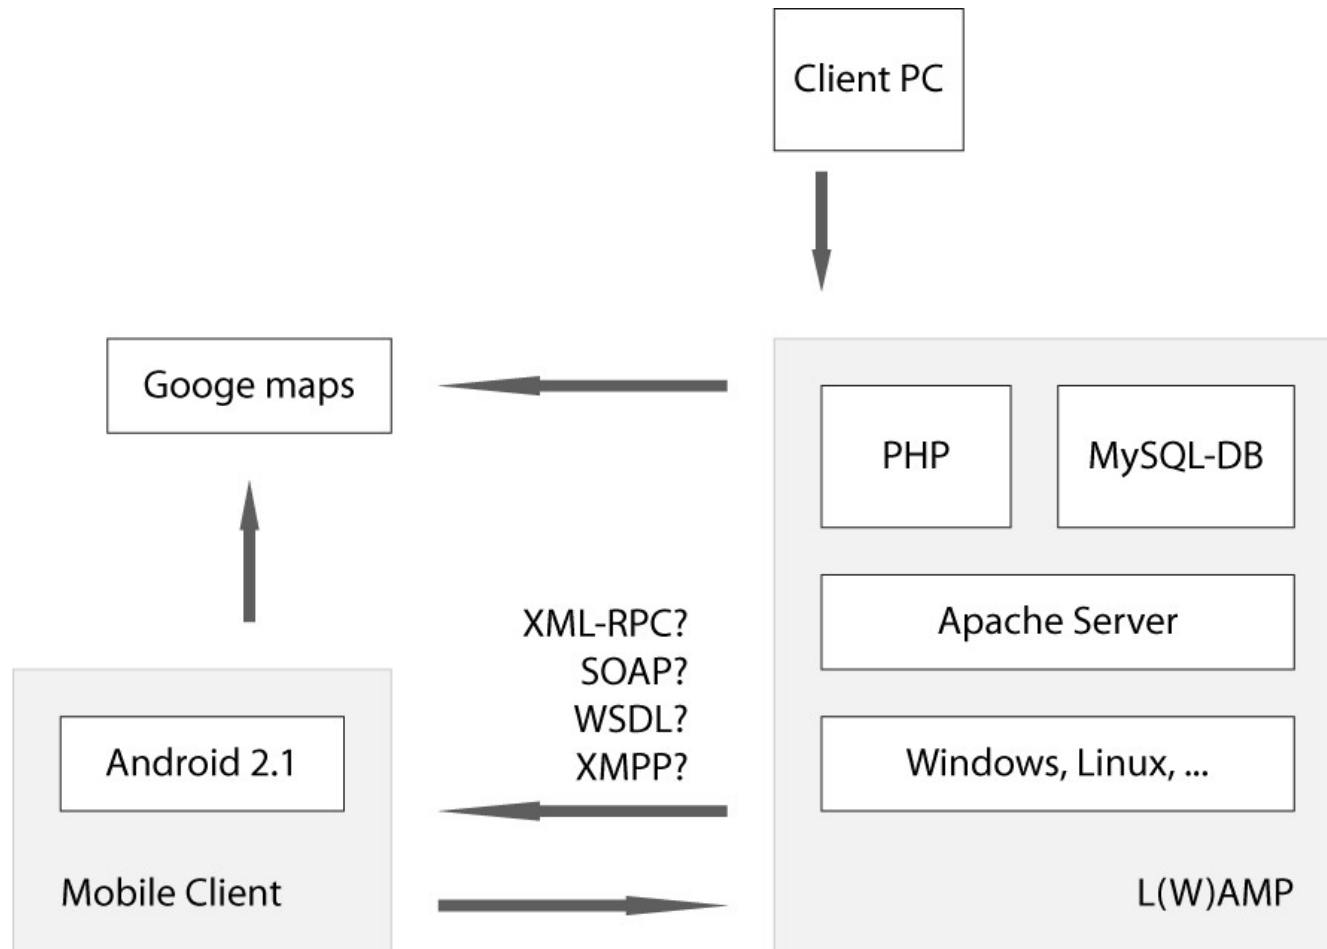 Client PC
Googe maps
PHP
MySQL-DB
XML-RPC?
SOAP?
WSDL?
XMPP?
Apache Server
Android 2.1
Windows, Linux, ...
Mobile Client
L(W)AMP